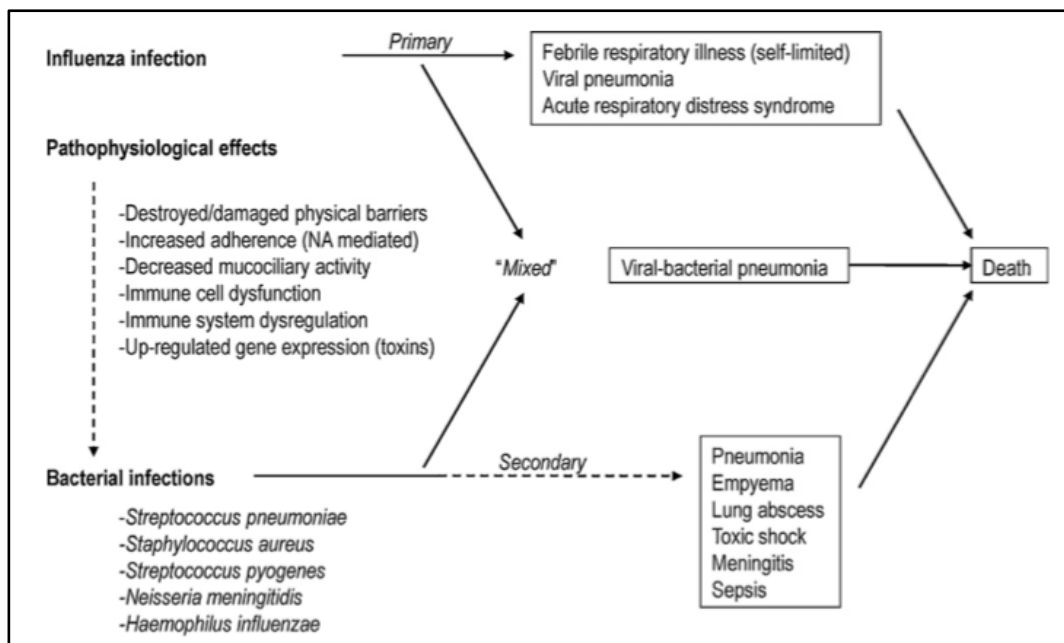 Primary
Influenza infection
Febrile respiratory illness (self-limited)
Viral pneumonia
Acute respiratory distress syndrome
Pathophysiological effects
-Destroyed/damaged physical barriers
-Increased adherence (NA mediated)
-Decreased mucociliary activity
-Immune cell dysfunction
-Immune system dysregulation
-Up-regulated gene expression (toxins)
“Mixed”
Viral-bacterial pneumonia
Death
Bacterial infections
-Streptococcus pneumoniae
-Staphylococcus aureus
-Streptococcus pyogenes
-Neisseria meningitidis
-Haemophilus influenzae
Secondary
Pneumonia
Empyema
Lung abscess
Toxic shock
Meningitis
Sepsis